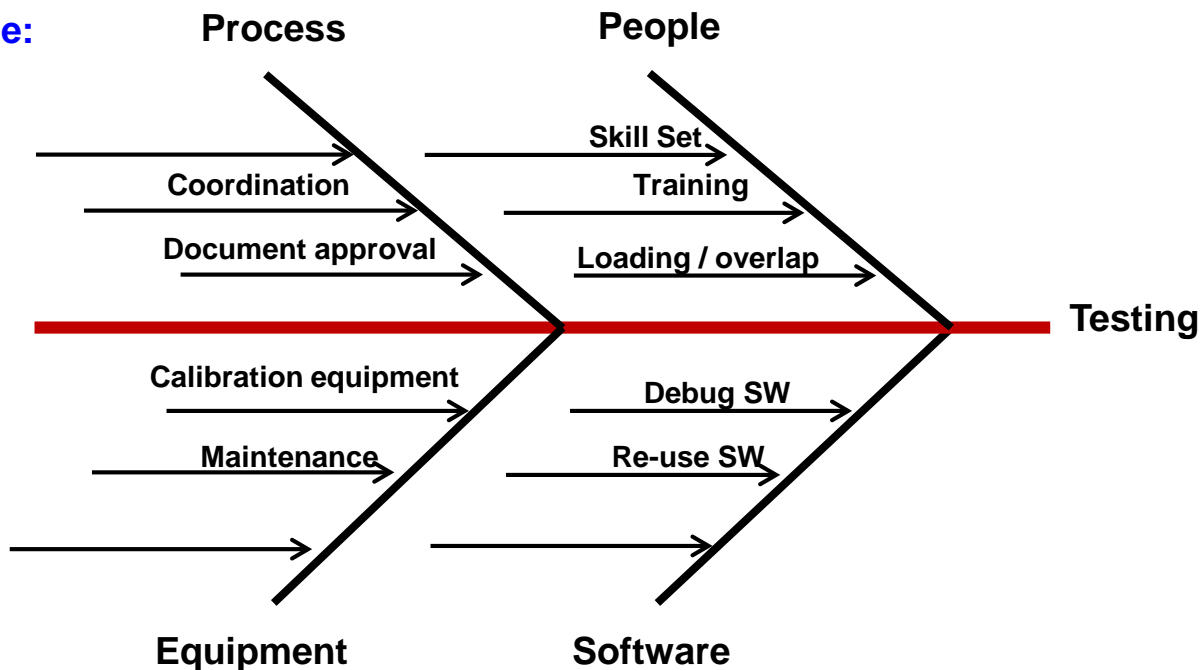 e:
Process
People
Skill Set
Coordination
Training
Document approval
Loading / overlap
Testing
Calibration equipment
Debug SW
Maintenance
Re-use SW
Equipment
Software